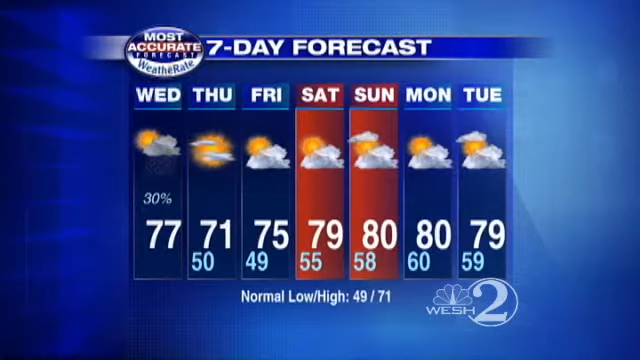 MOST
ACCURATE
FORECAST
WeatheRate
7-DAY FORECAST
WED THU FRI SAT SUN MON TUE
30%
77 71 75 79 80 80 79
50 49 55 58 60 59
Normal Low/High: 49 / 71
WESH 2